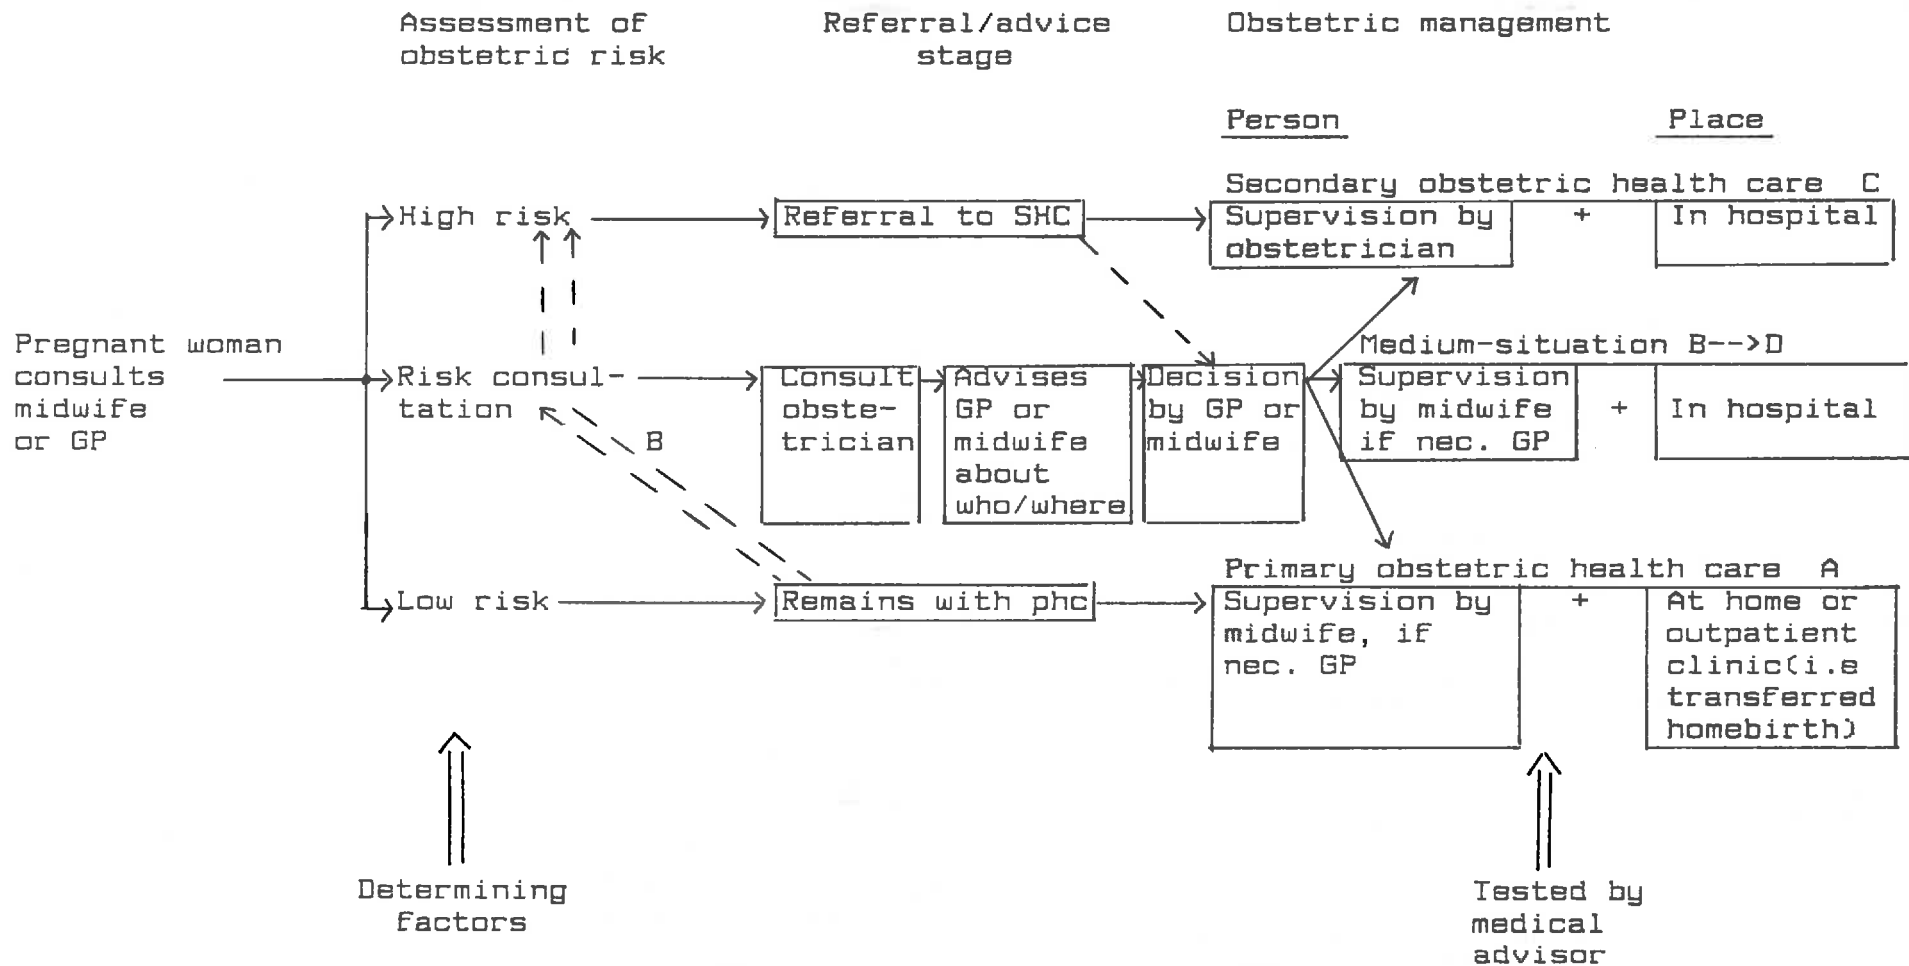 Assessment of
obstetric risk
Referral/advice
stage
Obstetric management
Person
Place
Secondary obstetric health care C
High risk
Referral to SHC
Supervision by
obstetrician
+
In hospital
Pregnant woman
consults
midwife
or GP
Risk consul-
tation
B
Consult
obste-
trician
Advises
GP or
midwife
about
who/where
Decision
by GP or
midwife
Medium-situation B-->D
Supervision
by midwife
if nec. GP
+
In hospital
Primary obstetric health care A
Low risk
Remains with phc
Supervision by
midwife, if
nec. GP
+
At home or
outpatient
clinic(i.e
transferred
homebirth)
Determining
factors
Tested by
medical
advisor